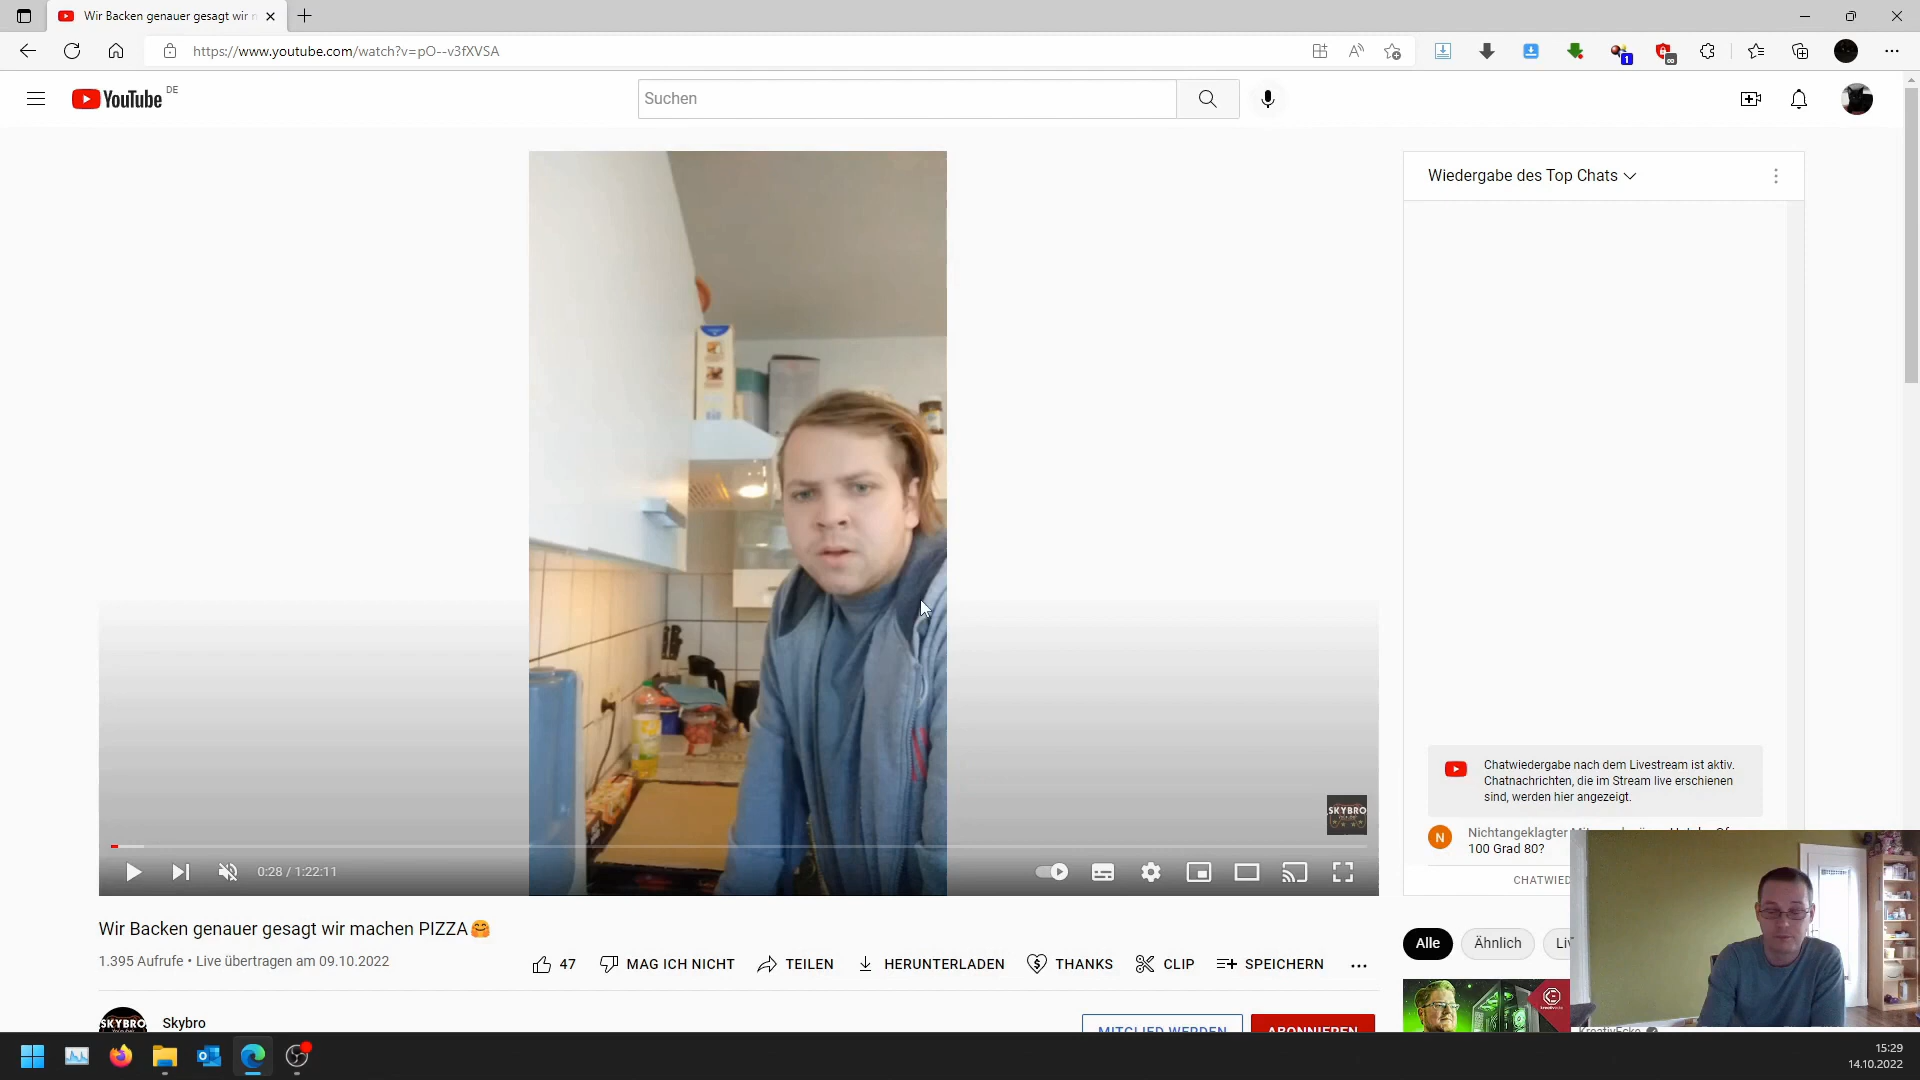 Wir Backen genauer gesagt wir
https://www.youtube.com/watch?v=pO--v3fXVSA
1
∞
YouTube DE
Suchen
Wiedergabe des Top Chats
SKYBRO
0:28 / 1:22:11
Chatwiedergabe nach dem Livestream ist aktiv.
Chatnachrichten, die im Stream live erschienen
sind, werden hier angezeigt.
N
Nichtangeklagter
100 Grad 80?
CHATWIED
Wir Backen genauer gesagt wir machen PIZZA🤗
1.395 Aufrufe • Live übertragen am 09.10.2022
47 MAG ICH NICHT TEILEN HERUNTERLADEN THANKS CLIP SPEICHERN
Alle Ähnlich
SKYBRO
Skybro
MITGLIED WERDEN
ABONNIEREN
KreativEcke
15:29
14.10.2022